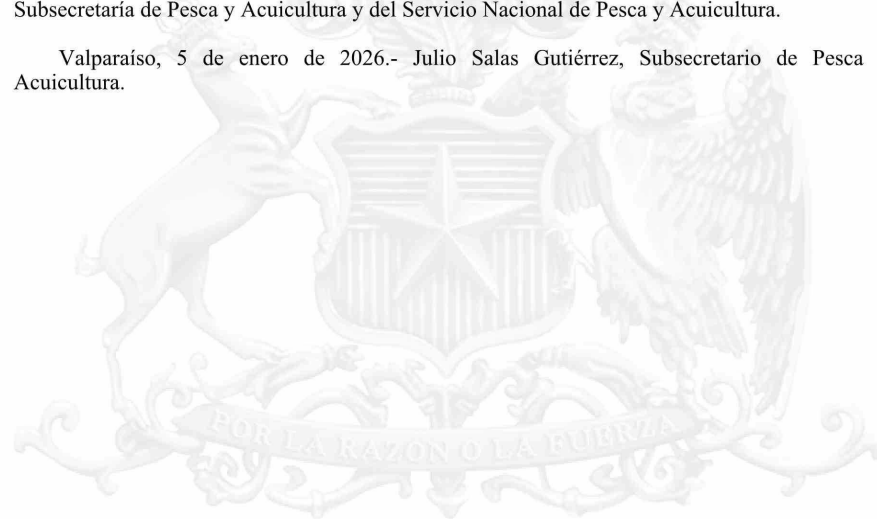 Subsecretaría de Pesca y Acuicultura y del Servicio Nacional de Pesca y Acuicultura.
Valparaíso, 5 de enero de 2026.- Julio Salas Gutiérrez, Subsecretario de Pesca
Acuicultura.
POR LA RAZON O LA FUERZA